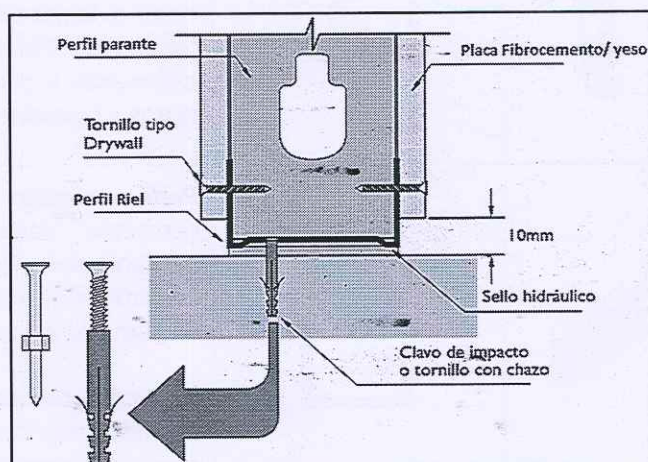 Perfil parante
Placa Fibrocemento/ yeso
Tornillo tipo
Drywall
Perfil Riel
10mm
Sello hidráulico
Clavo de impacto
o tornillo con chazo